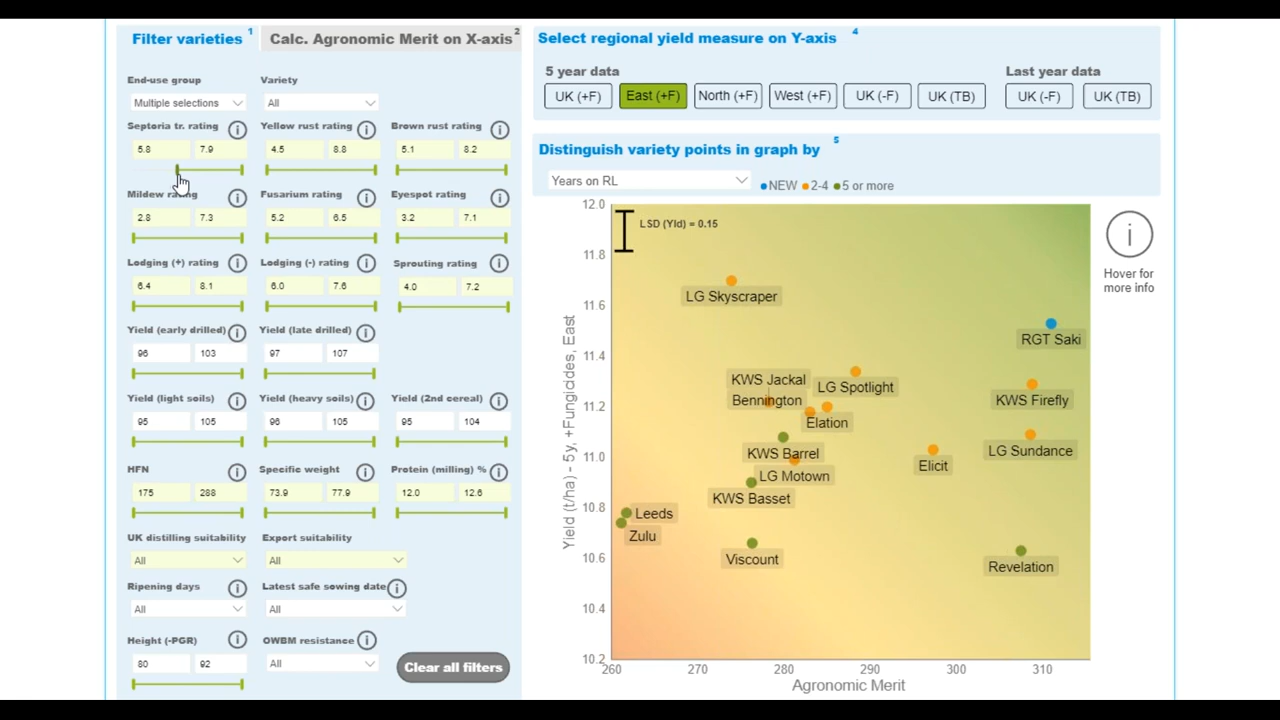 Filter varieties 1
Calc. Agronomic Merit on X-axis 2
End-use group Variety
Multiple selections All
Septoria tr. rating Yellow rust rating Brown rust rating
5.8 7.9 4.5 8.8 5.1 8.2
Mildew rating Fusarium rating Eyespot rating
2.8 7.3 5.2 6.5 3.2 7.1
Lodging (+) rating Lodging (-) rating Sprouting rating
6.4 8.1 6.0 7.6 4.0 7.2
Yield (early drilled) Yield (late drilled)
96 103 97 107
Yield (light soils) Yield (heavy soils) Yield (2nd cereal)
95 105 96 105 95 104
HFN Specific weight Protein (milling) %
175 288 73.9 77.9 12.0 12.6
UK distilling suitability Export suitability
All All
Ripening days Latest safe sowing date
All All
Height (-PGR) OWBM resistance
80 92 All
Clear all filters
Select regional yield measure on Y-axis 4
5 year data Last year data
UK (+F) East (+F) North (+F) West (+F) UK (-F) UK (TB) UK (-F) UK (TB)
Distinguish variety points in graph by 5
Years on RL NEW 2-4 5 or more
12.0
LSD (Yld) = 0.15
11.8
11.6
11.4
11.2
11.0
10.8
10.6
10.4
10.2
Yield (t/ha) - 5y, +Fungicides, East
LG Skyscraper
RGT Saki
KWS Jackal
LG Spotlight
Bennington
KWS Firefly
Elation
KWS Barrel
LG Sundance
Elicit
LG Motown
KWS Basset
Leeds
Zulu
Viscount
Revelation
260 270 280 290 300 310
Agronomic Merit
Hover for
more info